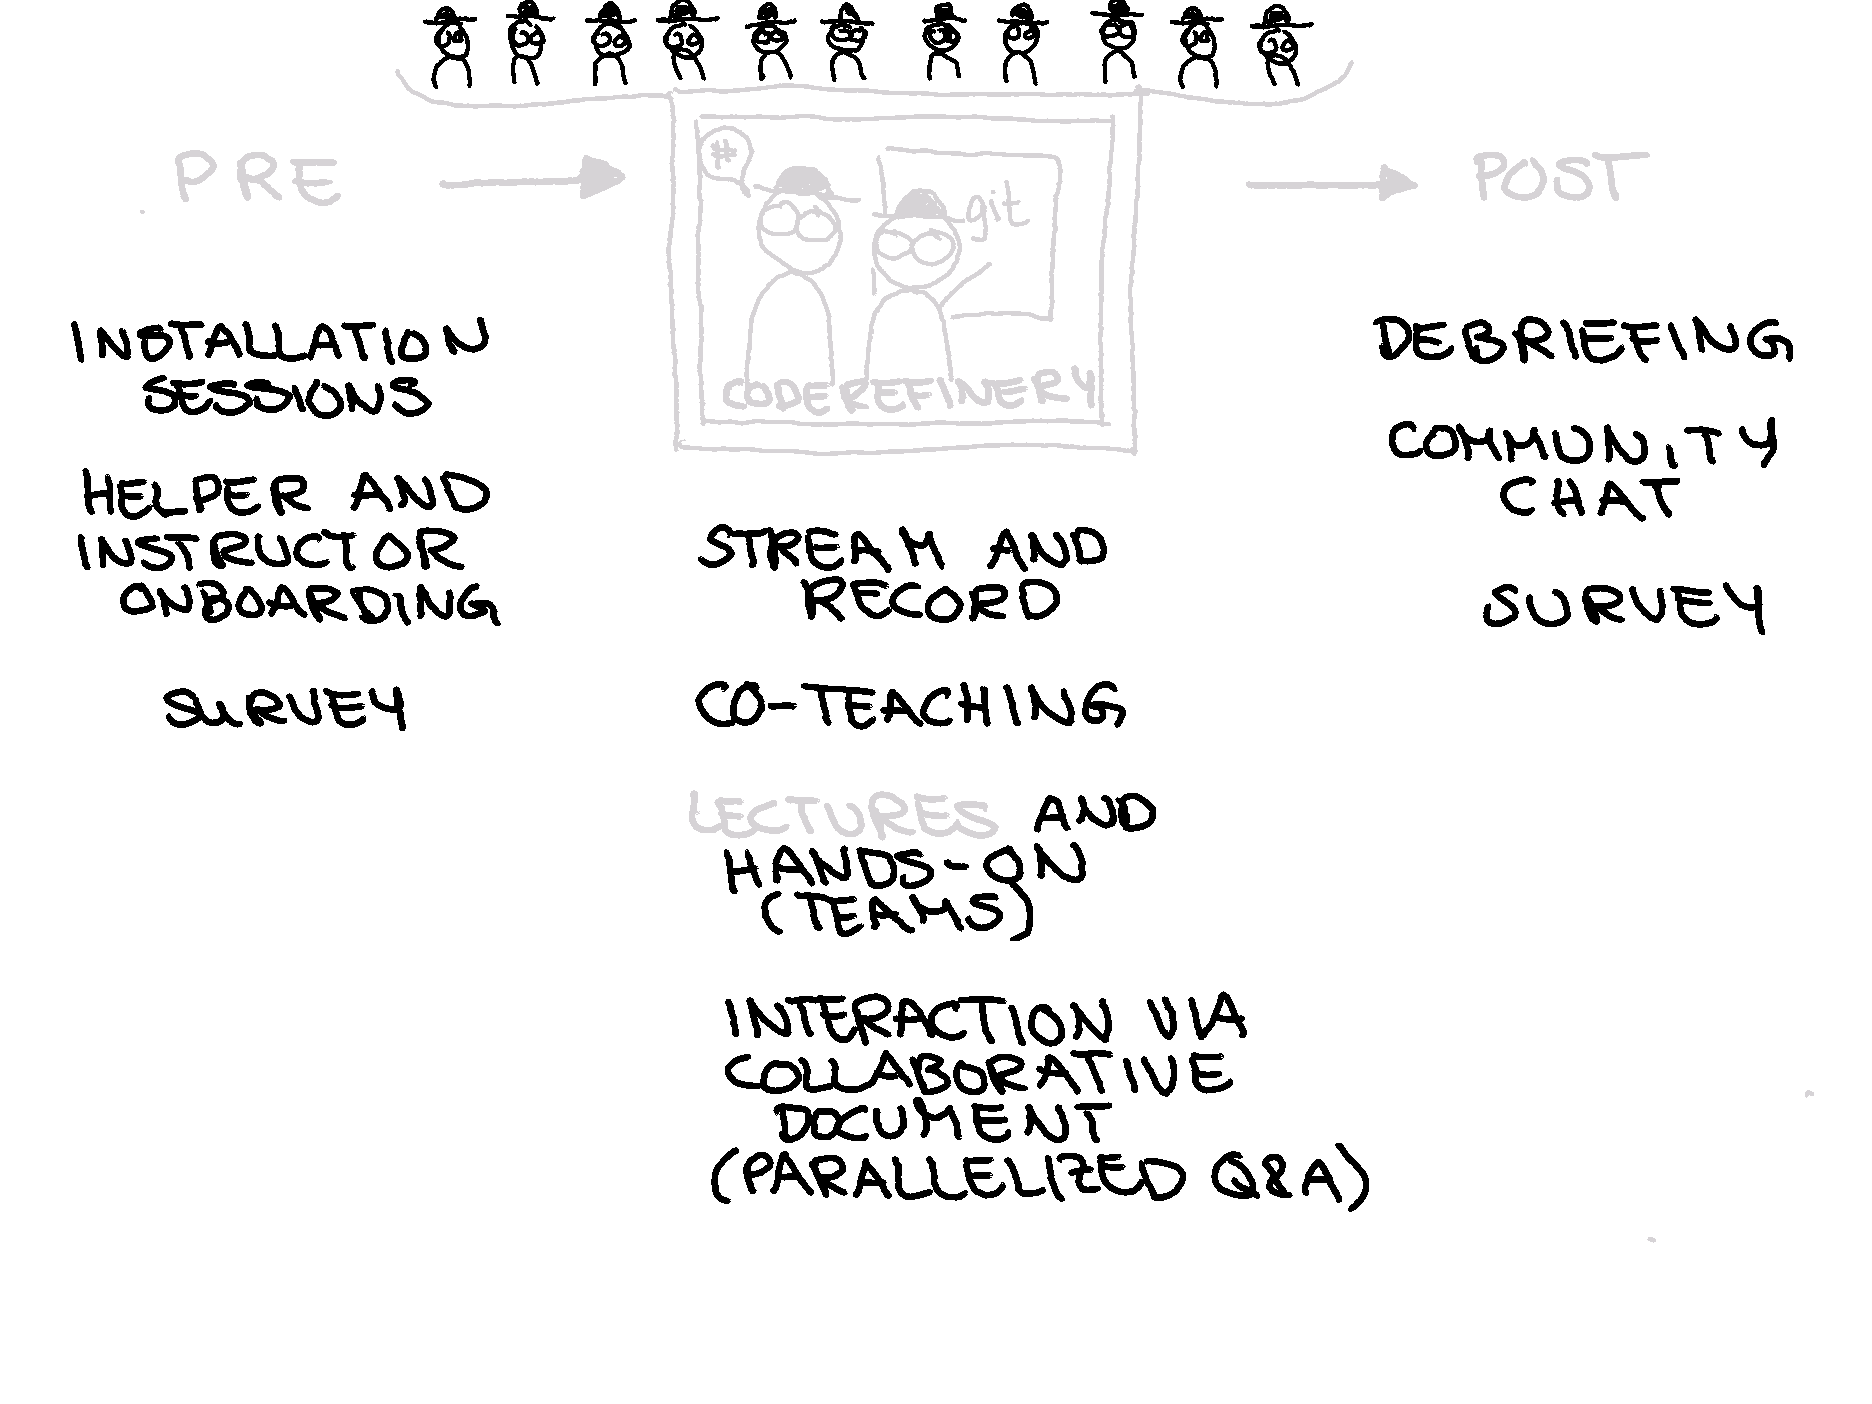 PRE
#
git
CODEREFINERY
POST
INSTALLATION
SESSIONS
HELPER AND
INSTRUCTOR
ONBOARDING
SURVEY
STREAM AND
RECORD
CO-TEACHING
LECTURES AND
HANDS-ON
(TEAMS)
INTERACTION VIA
COLLABORATIVE
DOCUMENT
(PARALLELIZED Q&A)
DEBRIEFING
COMMUNITY
CHAT
SURVEY